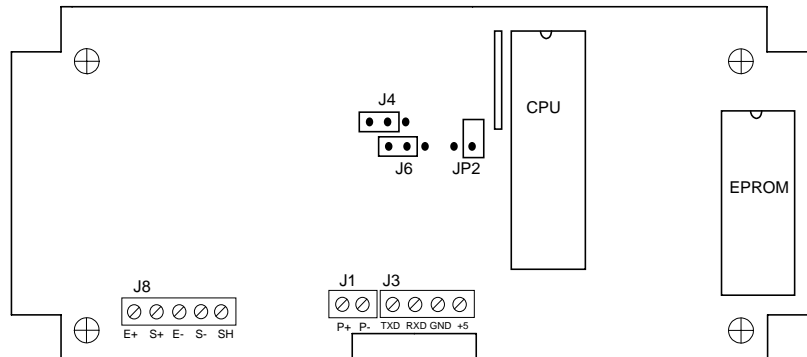 J4
CPU
J6
JP2
EPROM
J8
J1
J3
E+ S+ E- S- SH
P+ P- TXD RXD GND +5